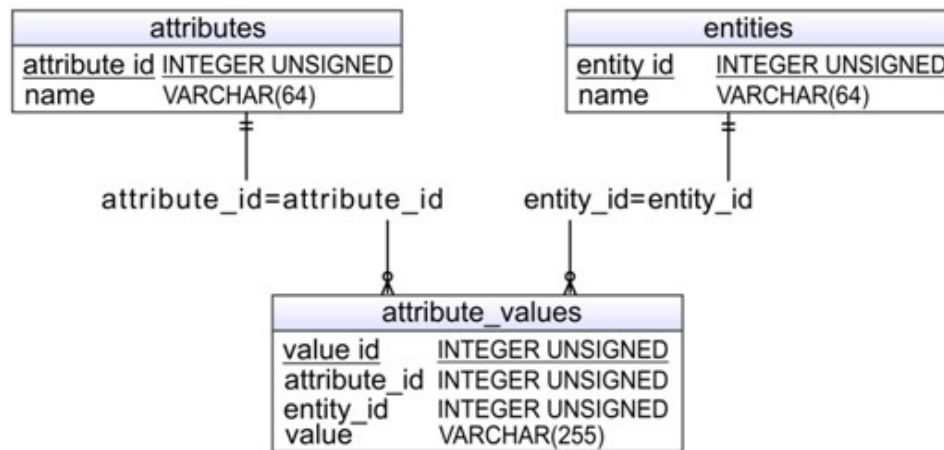 attributes
attribute id INTEGER UNSIGNED
name VARCHAR(64)
entities
entity id INTEGER UNSIGNED
name VARCHAR(64)
attribute_id=attribute_id
entity_id=entity_id
attribute_values
value id INTEGER UNSIGNED
attribute_id INTEGER UNSIGNED
entity_id INTEGER UNSIGNED
value VARCHAR(255)